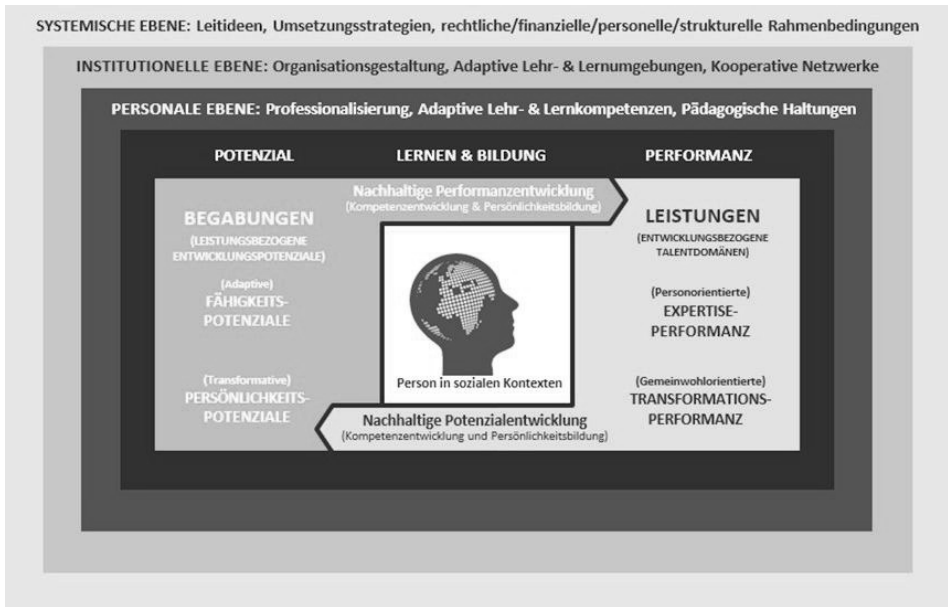 SYSTEMISCHE EBENE: Leitideen, Umsetzungsstrategien, rechtliche/finanzielle/personelle/strukturelle Rahmenbedingungen
INSTITUTIONELLE EBENE: Organisationsgestaltung, Adaptive Lehr- & Lernumgebungen, Kooperative Netzwerke
PERSONALE EBENE: Professionalisierung, Adaptive Lehr- & Lernkompetenzen, Pädagogische Haltungen
POTENZIAL
LERNEN & BILDUNG
PERFORMANZ
BEGABUNGEN
(LEISTUNGSBEZOGENE
ENTWICKLUNGSPOTENZIALE)
(Adaptive)
FÄHIGKEITS-
POTENZIALE
(Transformative)
PERSÖNLICHKEITS-
POTENZIALE
Nachhaltige Performanzentwicklung
(Kompetenzentwicklung & Persönlichkeitsbildung)
Person in sozialen Kontexten
Nachhaltige Potenzialentwicklung
(Kompetenzentwicklung und Persönlichkeitsbildung)
LEISTUNGEN
(ENTWICKLUNGSBEZOGENE
TALENTDOMÄNEN)
(Personorientierte)
EXPERTISE-
PERFORMANZ
(Gemeinwohlorientierte)
TRANSFORMATIONS-
PERFORMANZ